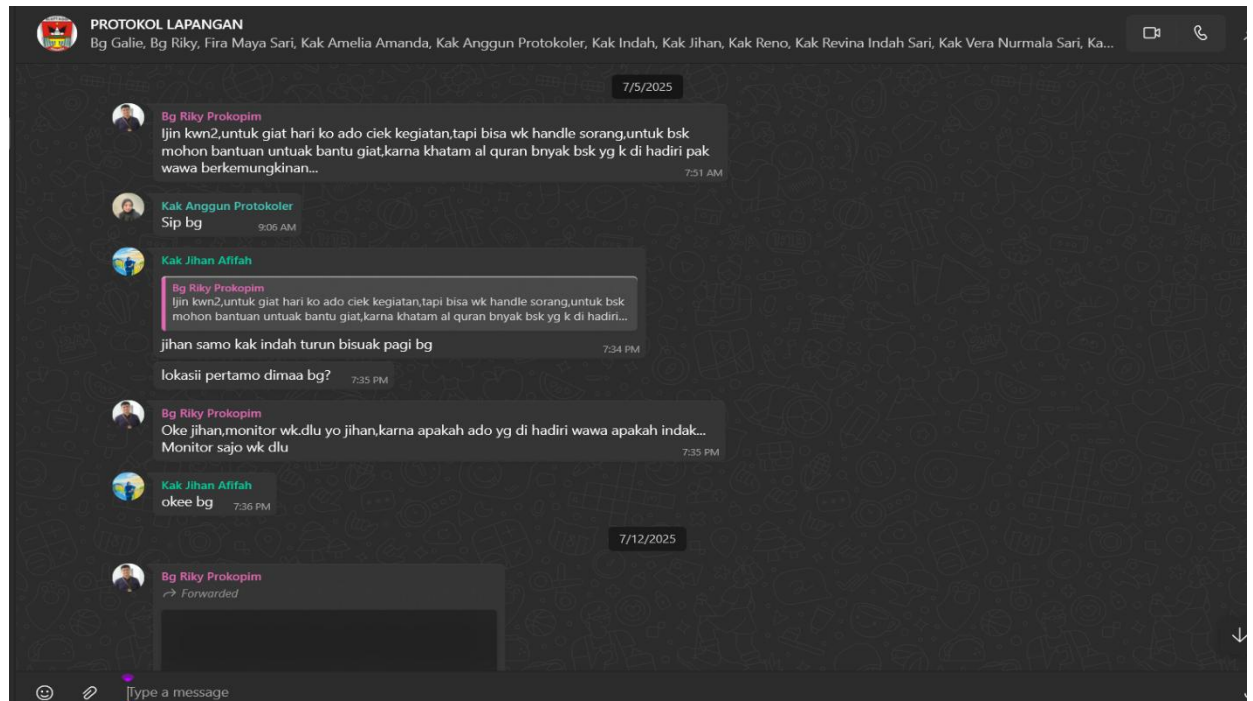 PROTOKOL LAPANGAN
Bg Galie, Bg Riky, Fira Maya Sari, Kak Amelia Amanda, Kak Anggun Protokoler, Kak Indah, Kak Jihan, Kak Reno, Kak Revina Indah Sari, Kak Vera Nurmala Sari, Ka...
7/5/2025
Bg Riky Prokopim
Ijin kwn2,untuk giat hari ko ado ciek kegiatan,tapi bisa wk handle sorang,untuk bsk
mohon bantuan untuak bantu giat,karna khatam al quran bnyak bsk yg k di hadiri pak
wawa berkemungkinan...
7:51 AM
Kak Anggun Protokoler
Sip bg
9:06 AM
Kak Jihan Afifah
Bg Riky Prokopim
Ijin kwn2,untuk giat hari ko ado ciek kegiatan,tapi bisa wk handle sorang,untuk bsk
mohon bantuan untuak bantu giat,karna khatam al quran bnyak bsk yg k di hadiri...
jihan samo kak indah turun bisuak pagi bg
7:34 PM
lokasii pertamo dimaa bg?
7:35 PM
Bg Riky Prokopim
Oke jihan,monitor wk.dlu yo jihan,karna apakah ado yg di hadiri wawa apakah indak...
Monitor sajo wk dlu
7:35 PM
Kak Jihan Afifah
okee bg
7:36 PM
7/12/2025
Bg Riky Prokopim
Forwarded
Type a message